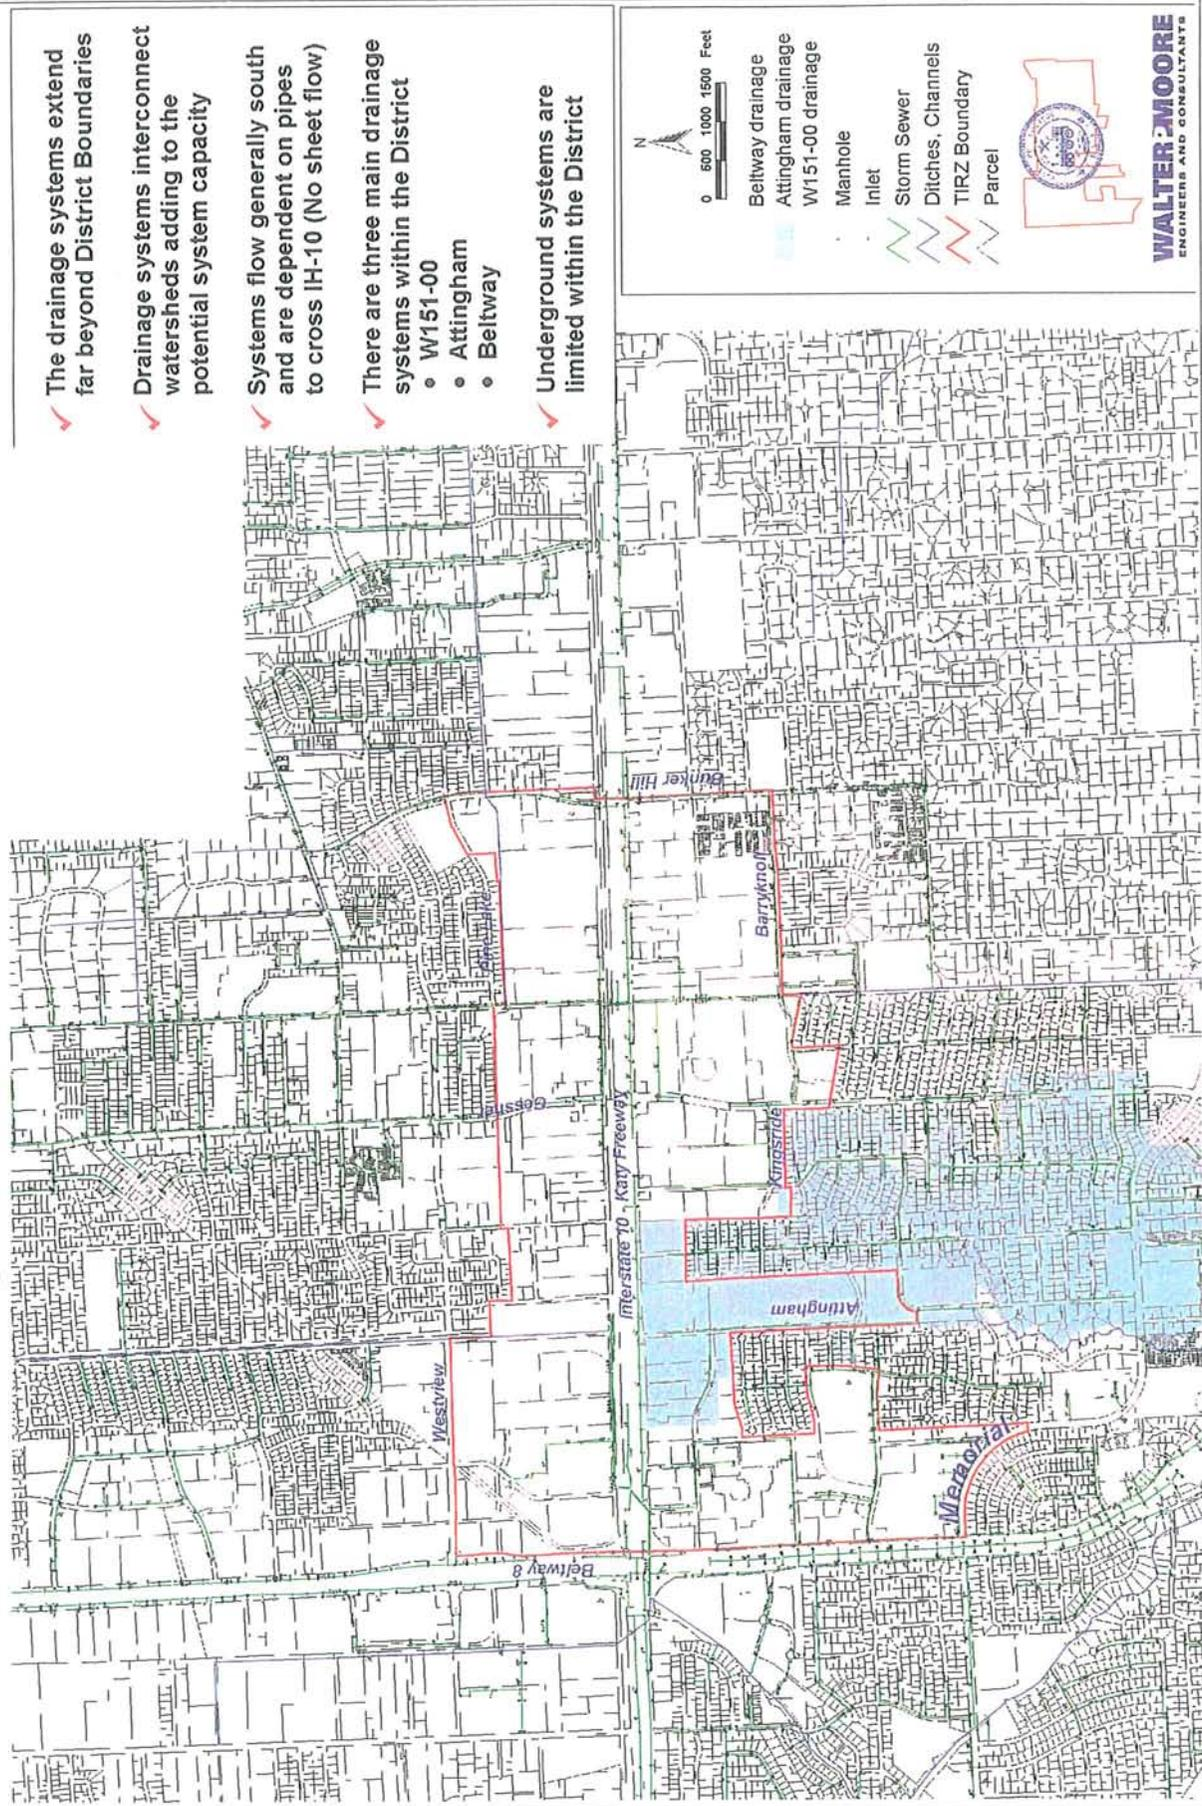 ✓ The drainage systems extend
far beyond District Boundaries
✓ Drainage systems interconnect
watersheds adding to the
potential system capacity
✓ Systems flow generally south
and are dependent on pipes
to cross IH-10 (No sheet flow)
✓ There are three main drainage
systems within the District
• W151-00
• Attingham
• Beltway
✓ Underground systems are
limited within the District
N
0 600 1000 1500 Feet
Beltway drainage
Attingham drainage
W151-00 drainage
Manhole
Inlet
Storm Sewer
Ditches, Channels
TIRZ Boundary
Parcel
WALTER P MOORE
ENGINEERS AND CONSULTANTS
Westview
Beltway 8
Gessner
Interstate 10 - Katy Freeway
Bunker Hill
Barryknoll
Kingsride
Attingham
Memorial